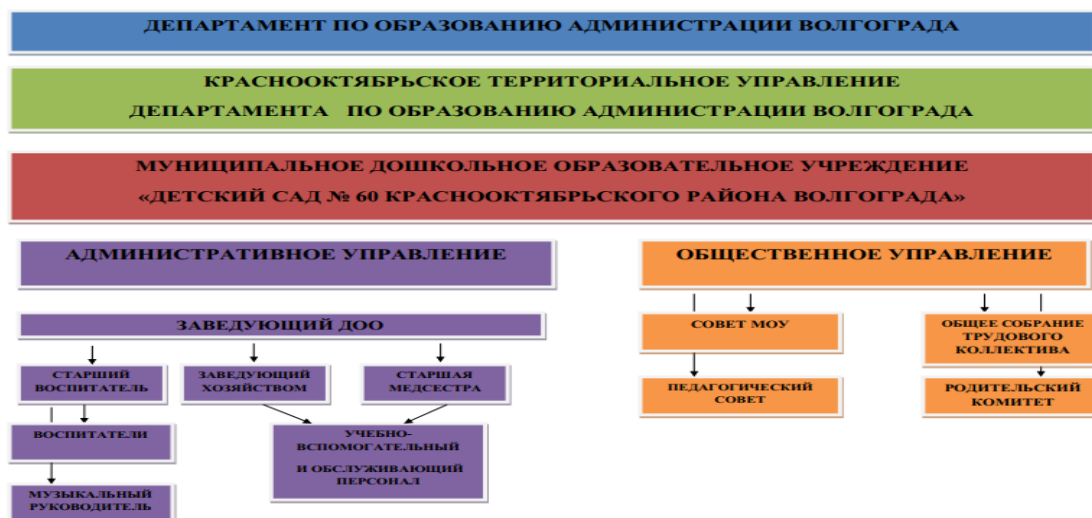 ДЕПАРТАМЕНТ ПО ОБРАЗОВАНИЮ АДМИНИСТРАЦИИ ВОЛГОГРАДА
КРАСНООКТЯБРЬСКОЕ ТЕРРИТОРИАЛЬНОЕ УПРАВЛЕНИЕ
ДЕПАРТАМЕНТА ПО ОБРАЗОВАНИЮ АДМИНИСТРАЦИИ ВОЛГОГРАДА
МУНИЦИПАЛЬНОЕ ДОШКОЛЬНОЕ ОБРАЗОВАТЕЛЬНОЕ УЧРЕЖДЕНИЕ
«ДЕТСКИЙ САД № 60 КРАСНООКТЯБРЬСКОГО РАЙОНА ВОЛГОГРАДА»
АДМИНИСТРАТИВНОЕ УПРАВЛЕНИЕ
ЗАВЕДУЮЩИЙ ДОО
СТАРШИЙ
ВОСПИТАТЕЛЬ
ЗАВЕДУЮЩИЙ
ХОЗЯЙСТВОМ
СТАРШАЯ
МЕДСЕСТРА
ВОСПИТАТЕЛИ
УЧЕБНО-
ВСПОМОГАТЕЛЬНЫЙ
И ОБСЛУЖИВАЮЩИЙ
ПЕРСОНАЛ
МУЗЫКАЛЬНЫЙ
РУКОВОДИТЕЛЬ
ОБЩЕСТВЕННОЕ УПРАВЛЕНИЕ
СОВЕТ МОУ
ОБЩЕЕ СОБРАНИЕ
ТРУДОВОГО
КОЛЛЕКТИВА
ПЕДАГОГИЧЕСКИЙ
СОВЕТ
РОДИТЕЛЬСКИЙ
КОМИТЕТ